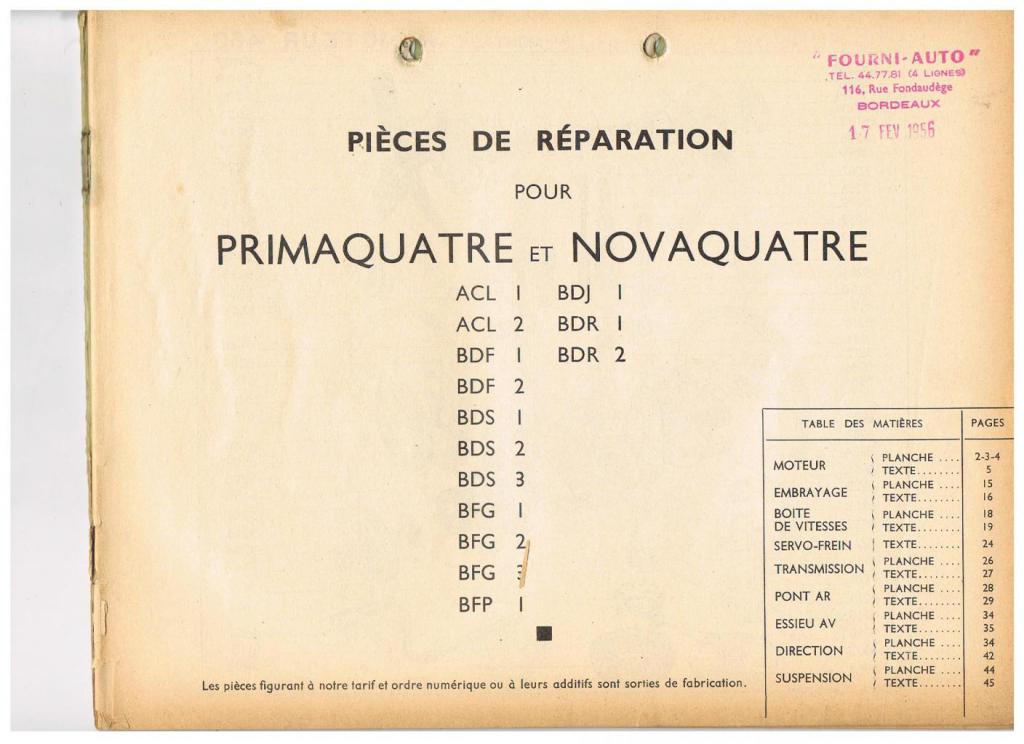 " FOURNI-AUTO "
TEL. 44.77.81 (4 LIGNES)
116, Rue Fondaudège
BORDEAUX
17 FEV 1956
PIÈCES DE RÉPARATION
POUR
PRIMAQUATRE ET NOVAQUATRE
ACL 1 BDJ 1
ACL 2 BDR 1
BDF 1 BDR 2
BDF 2
BDS 1
BDS 2
BDS 3
BFG 1
BFG 2
BFG 3
BFP 1
TABLE DES MATIÈRES PAGES
MOTEUR PLANCHE .... 2-3-4
TEXTE........ 5
EMBRAYAGE PLANCHE .... 15
TEXTE........ 16
BOITE DE VITESSES PLANCHE .... 18
TEXTE........ 19
SERVO-FREIN TEXTE........ 24
TRANSMISSION PLANCHE .... 26
TEXTE........ 27
PONT AR PLANCHE .... 28
TEXTE........ 29
ESSIEU AV PLANCHE .... 34
TEXTE........ 35
DIRECTION PLANCHE .... 34
TEXTE........ 42
SUSPENSION PLANCHE .... 44
TEXTE........ 45
Les pièces figurant à notre tarif et ordre numérique ou à leurs additifs sont sorties de fabrication.